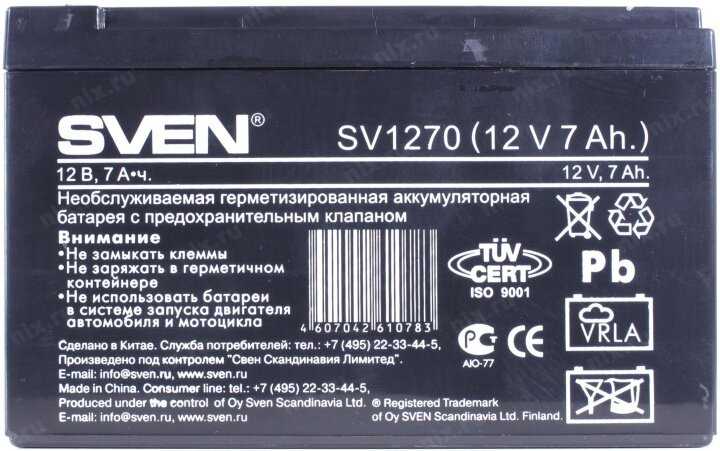 SVEN®
SV1270 (12 V 7 Ah.)
12 В, 7 А•ч.
12 V, 7 Ah.
Необслуживаемая герметизированная аккумуляторная
батарея с предохранительным клапаном
Внимание
•Не замыкать клеммы
•Не заряжать в герметичном
контейнере
•Не использовать батареи
в системе запуска двигателя
автомобиля и мотоцикла
4 607042 610783
TÜV
CERT
ISO 9001
Pb
VRLA
РСТ
АЮ-77
Сделано в Китае. Служба потребителей: тел.: +7 (495) 22-33-44-5,
Произведено под контролем "Свен Скандинавия Лимитед".
E-mail: info@sven.ru, www.sven.ru
Made in China. Consumer line: tel.: +7 (495) 22-33-44-5,
Produced under the control of Oy Sven Scandinavia Ltd.
E-mail: info@sven.ru, www.sven.ru
® Registered Trademark
of Oy SVEN Scandinavia Ltd. Finland.
nix.ru